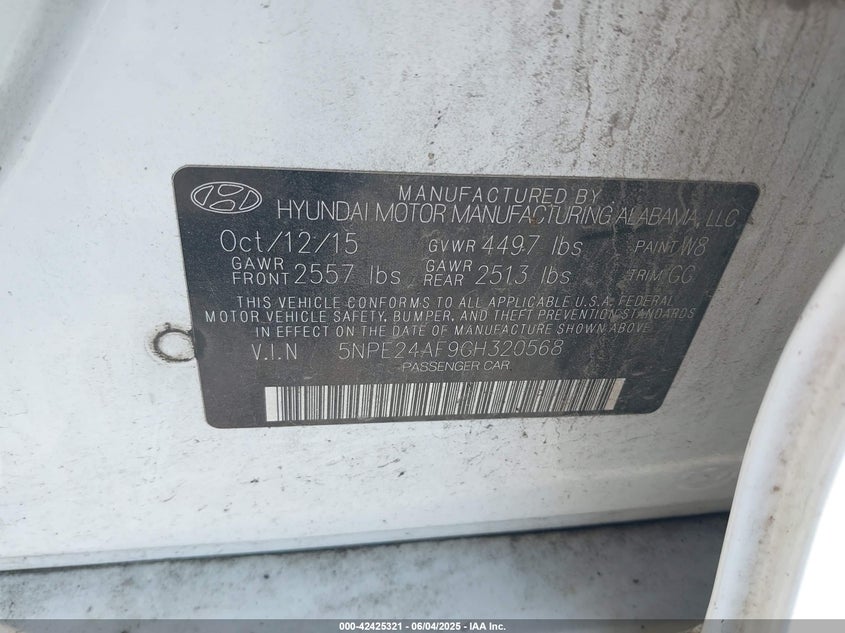 MANUFACTURED BY
HYUNDAI MOTOR MANUFACTURING ALABAMA, LLC
Oct/12/15 GVWR 4497 lbs PAINT W8
GAWR FRONT 2557 lbs GAWR REAR 2513 lbs TRIM GG
THIS VEHICLE CONFORMS TO ALL APPLICABLE U.S.A. FEDERAL
MOTOR VEHICLE SAFETY, BUMPER, AND THEFT PREVENTION STANDARDS
IN EFFECT ON THE DATE OF MANUFACTURE SHOWN ABOVE.
V.I.N 5NPE24AF9GH320568
PASSENGER CAR
000-42425321 - 06/04/2025 - IAA Inc.